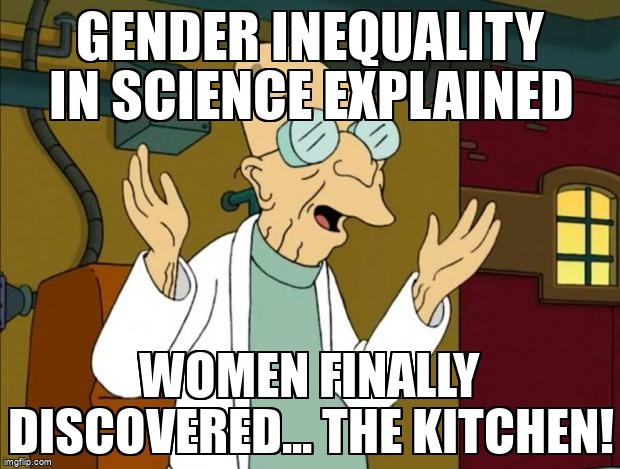 GENDER INEQUALITY
IN SCIENCE EXPLAINED
WOMEN FINALLY
DISCOVERED... THE KITCHEN!
imgflip.com